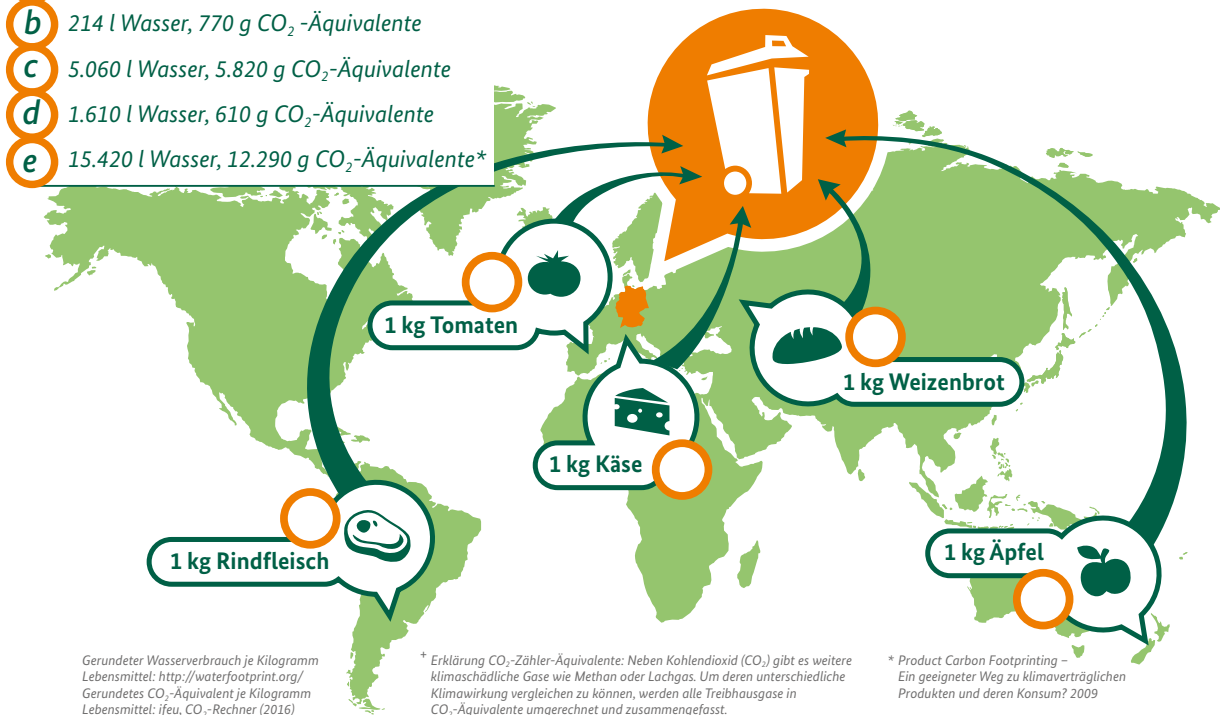 b 214 l Wasser, 770 g CO₂ -Äquivalente
c 5.060 l Wasser, 5.820 g CO₂-Äquivalente
d 1.610 l Wasser, 610 g CO₂-Äquivalente
e 15.420 l Wasser, 12.290 g CO₂-Äquivalente*
1 kg Tomaten
1 kg Weizenbrot
1 kg Käse
1 kg Rindfleisch
1 kg Äpfel
Gerundeter Wasserverbrauch je Kilogramm
Lebensmittel: http://waterfootprint.org/
Gerundetes CO₂-Äquivalent je Kilogramm
Lebensmittel: ifeu, CO₂-Rechner (2016)
+ Erklärung CO₂-Zähler-Äquivalente: Neben Kohlendioxid (CO₂) gibt es weitere
klimaschädliche Gase wie Methan oder Lachgas. Um deren unterschiedliche
Klimawirkung vergleichen zu können, werden alle Treibhausgase in
CO₂-Äquivalente umgerechnet und zusammengefasst.
* Product Carbon Footprinting –
Ein geeigneter Weg zu klimaverträglichen
Produkten und deren Konsum? 2009